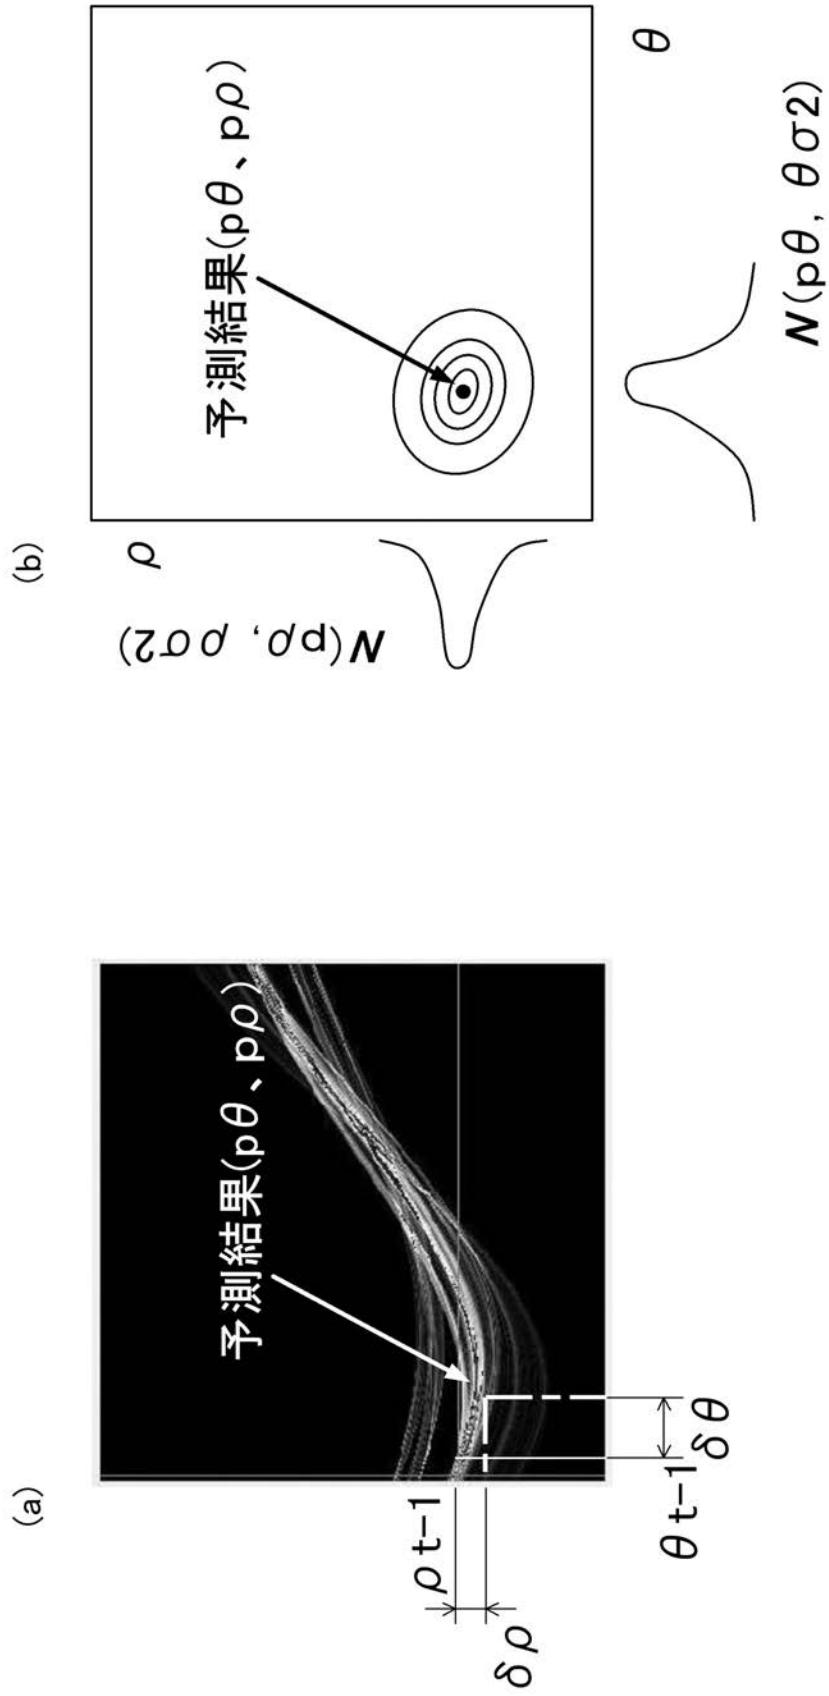 (a)
予測結果(pθ、pρ)
ρt-1
δρ
θt-1
δθ
(b)
ρ
N(pρ, ρσ2)
予測結果(pθ、pρ)
θ
N(pθ, θσ2)